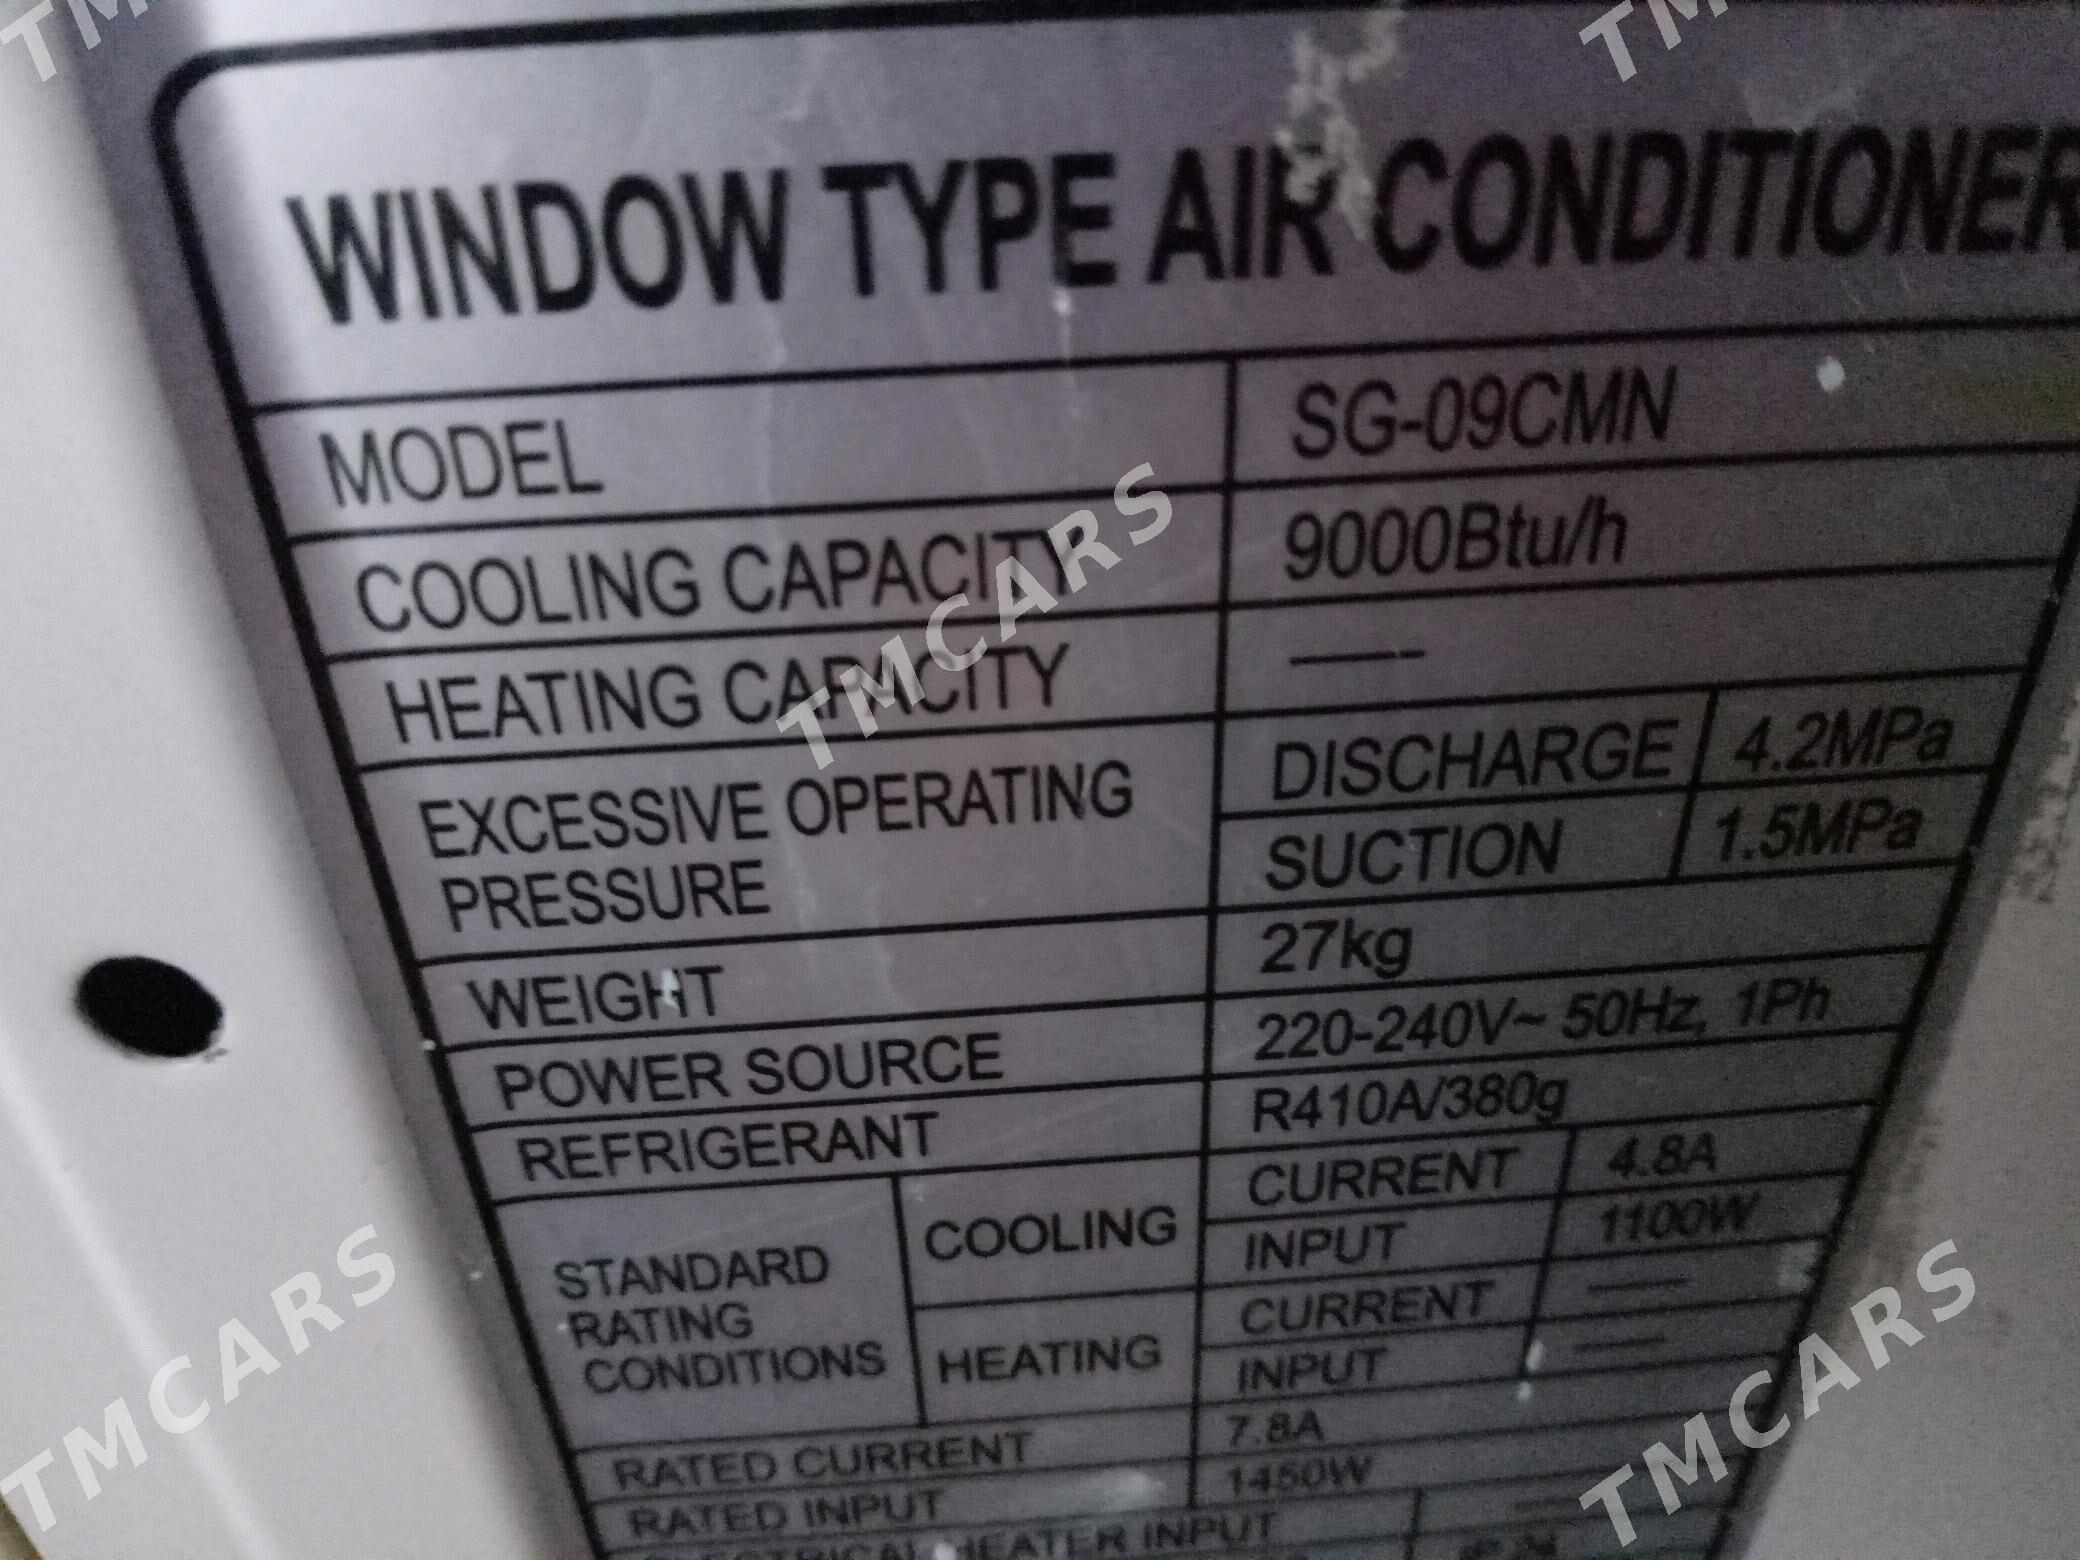 WINDOW TYPE AIR CONDITIONER
MODEL SG-09CMN
COOLING CAPACITY 9000Btu/h
HEATING CAPACITY ——-
EXCESSIVE OPERATING PRESSURE
DISCHARGE 4.2MPa
SUCTION 1.5MPa
WEIGHT 27kg
POWER SOURCE 220-240V~ 50Hz, 1Ph
REFRIGERANT R410A/380g
STANDARD RATING CONDITIONS
COOLING
CURRENT 4.8A
INPUT 1100W
HEATING
CURRENT ——
INPUT ——
RATED CURRENT 7.8A
RATED INPUT 1450W
ELECTRICAL HEATER INPUT
TMCARS
TMCARS
TMCARS